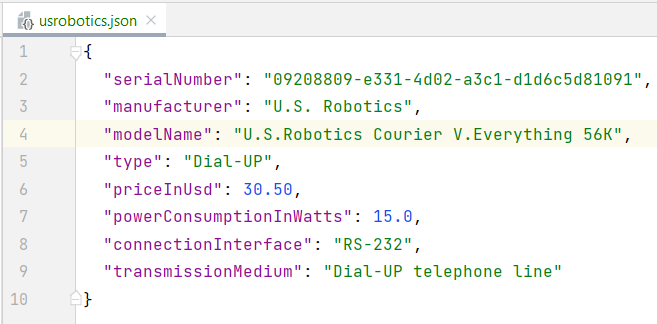 usrobotics.json
1 {
2 "serialNumber": "09208809-e331-4d02-a3c1-d1d6c5d81091",
3 "manufacturer": "U.S. Robotics",
4 "modelName": "U.S.Robotics Courier V.Everything 56K",
5 "type": "Dial-UP",
6 "priceInUsd": 30.50,
7 "powerConsumptionInWatts": 15.0,
8 "connectionInterface": "RS-232",
9 "transmissionMedium": "Dial-UP telephone line"
10 }